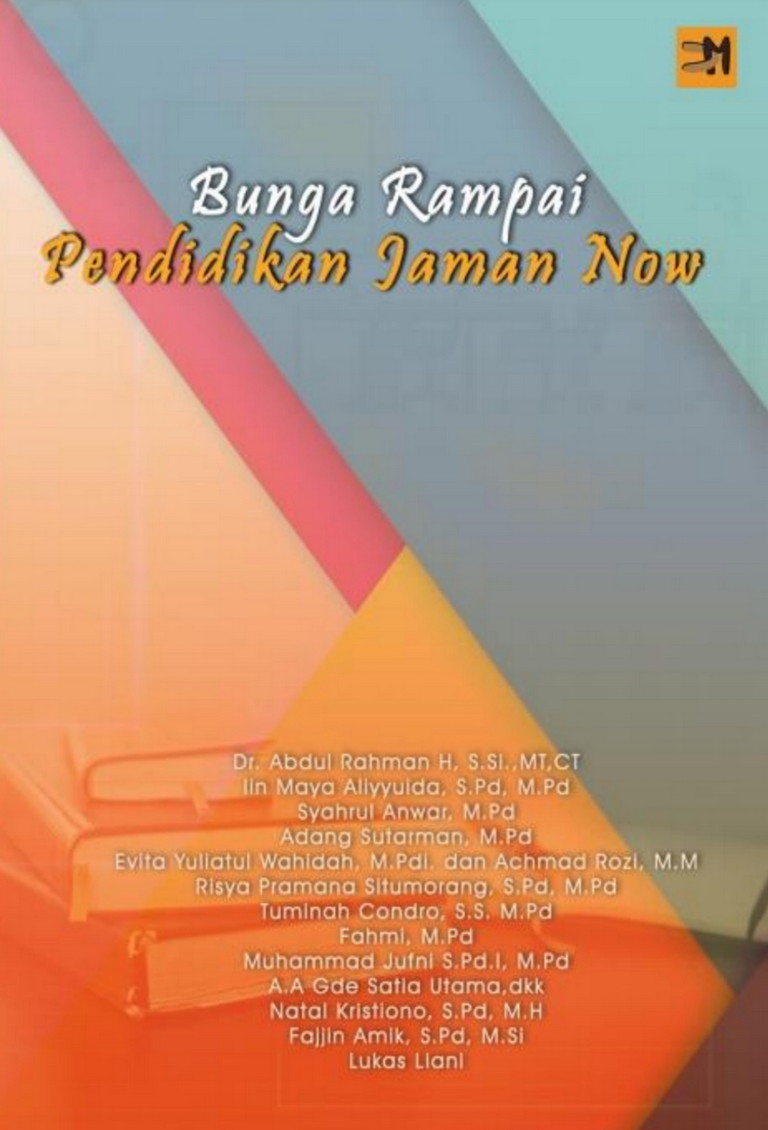 Bunga Rampai
Pendidikan Jaman Now
Dr. Abdul Rahman H, S.Si.,MT,CT
Iin Maya Aliyyuida, S.Pd, M.Pd
Syahrul Anwar, M.Pd
Adang Sutarman, M.Pd
Evita Yuliatul Wahidah, M.Pdi. dan Achmad Rozi, M.M
Risya Pramana Situmorang, S.Pd, M.Pd
Tuminah Condro, S.S. M.Pd
Fahmi, M.Pd
Muhammad Jufni S.Pd.I, M.Pd
A.A Gde Satia Utama,dkk
Natal Kristiono, S.Pd, M.H
Fajjin Amik, S.Pd, M.Si
Lukas Liani